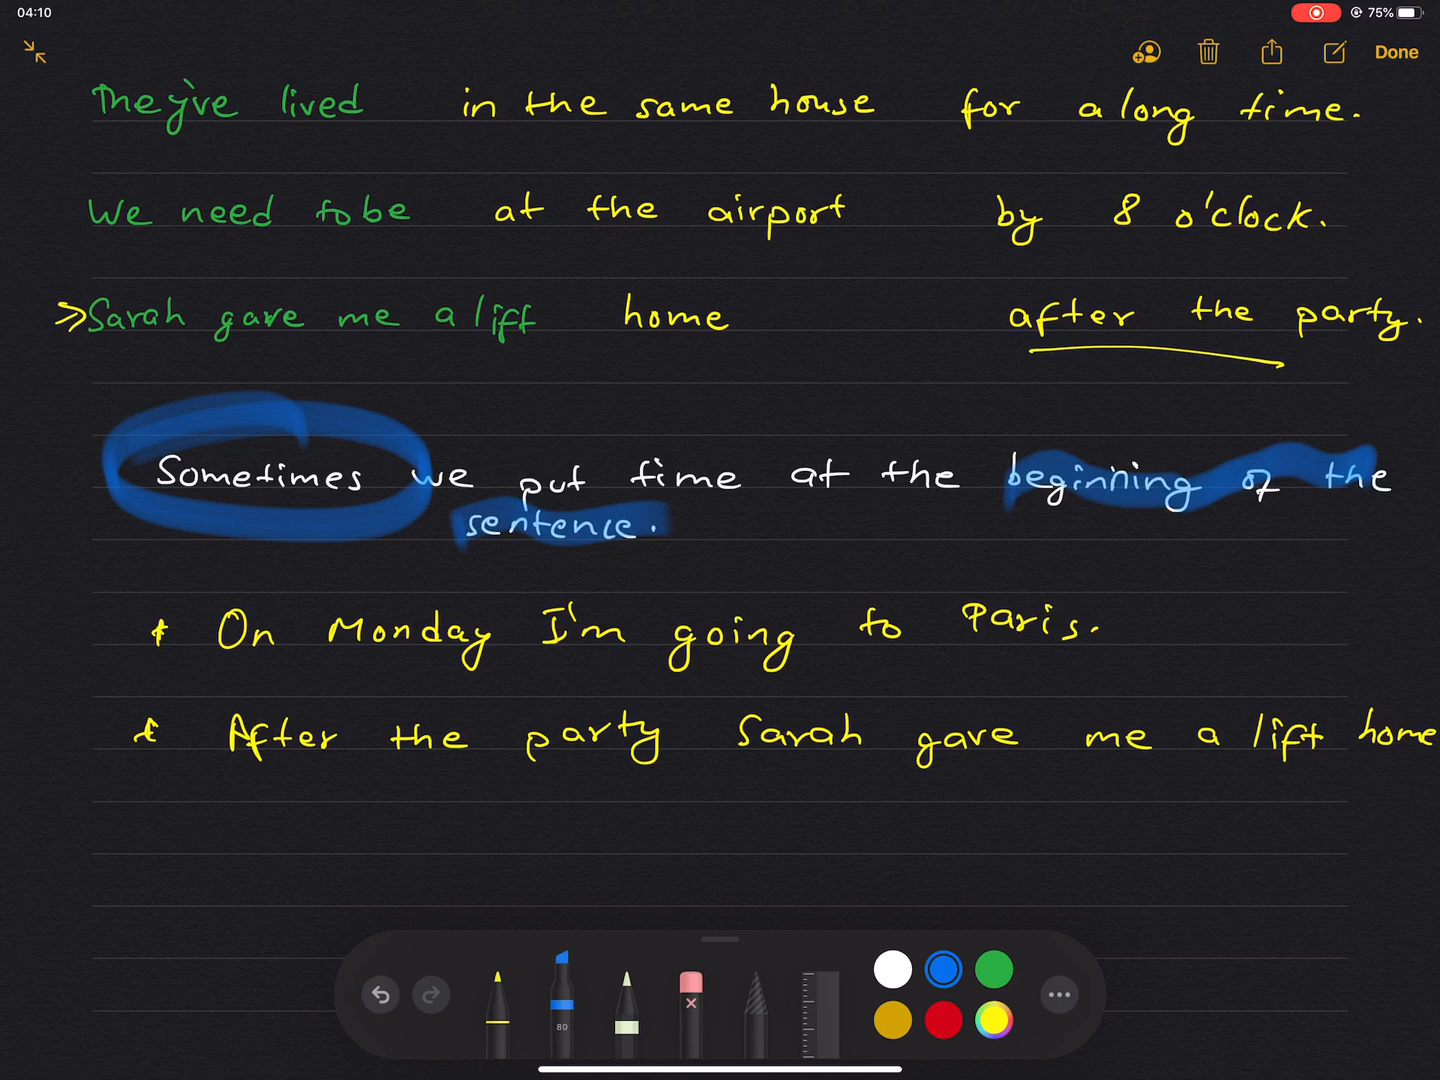 04:10
75%
Done
They've lived in the same house for a long time.
We need to be at the airport by 8 o'clock.
Sarah gave me a lift home after the party.
Sometimes we put time at the beginning of the
sentence.
On Monday I'm going to Paris.
After the party Sarah gave me a lift home
80